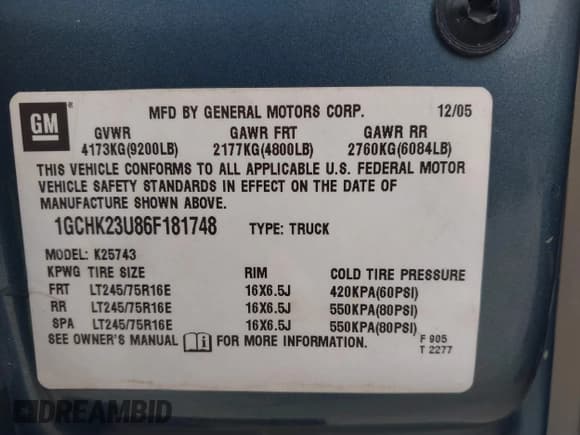 GM ®
MFD BY GENERAL MOTORS CORP. 12/05
GVWR GAWR FRT GAWR RR
4173KG(9200LB) 2177KG(4800LB) 2760KG(6084LB)
THIS VEHICLE CONFORMS TO ALL APPLICABLE U.S. FEDERAL MOTOR
VEHICLE SAFETY STANDARDS IN EFFECT ON THE DATE OF
MANUFACTURE SHOWN ABOVE.
1GCHK23U86F181748 TYPE: TRUCK
MODEL: K25743
KPWG TIRE SIZE RIM COLD TIRE PRESSURE
FRT LT245/75R16E 16X6.5J 420KPA(60PSI)
RR LT245/75R16E 16X6.5J 550KPA(80PSI)
SPA LT245/75R16E 16X6.5J 550KPA(80PSI)
SEE OWNER'S MANUAL i FOR MORE INFORMATION. F 905
T 2277
DREAMBID